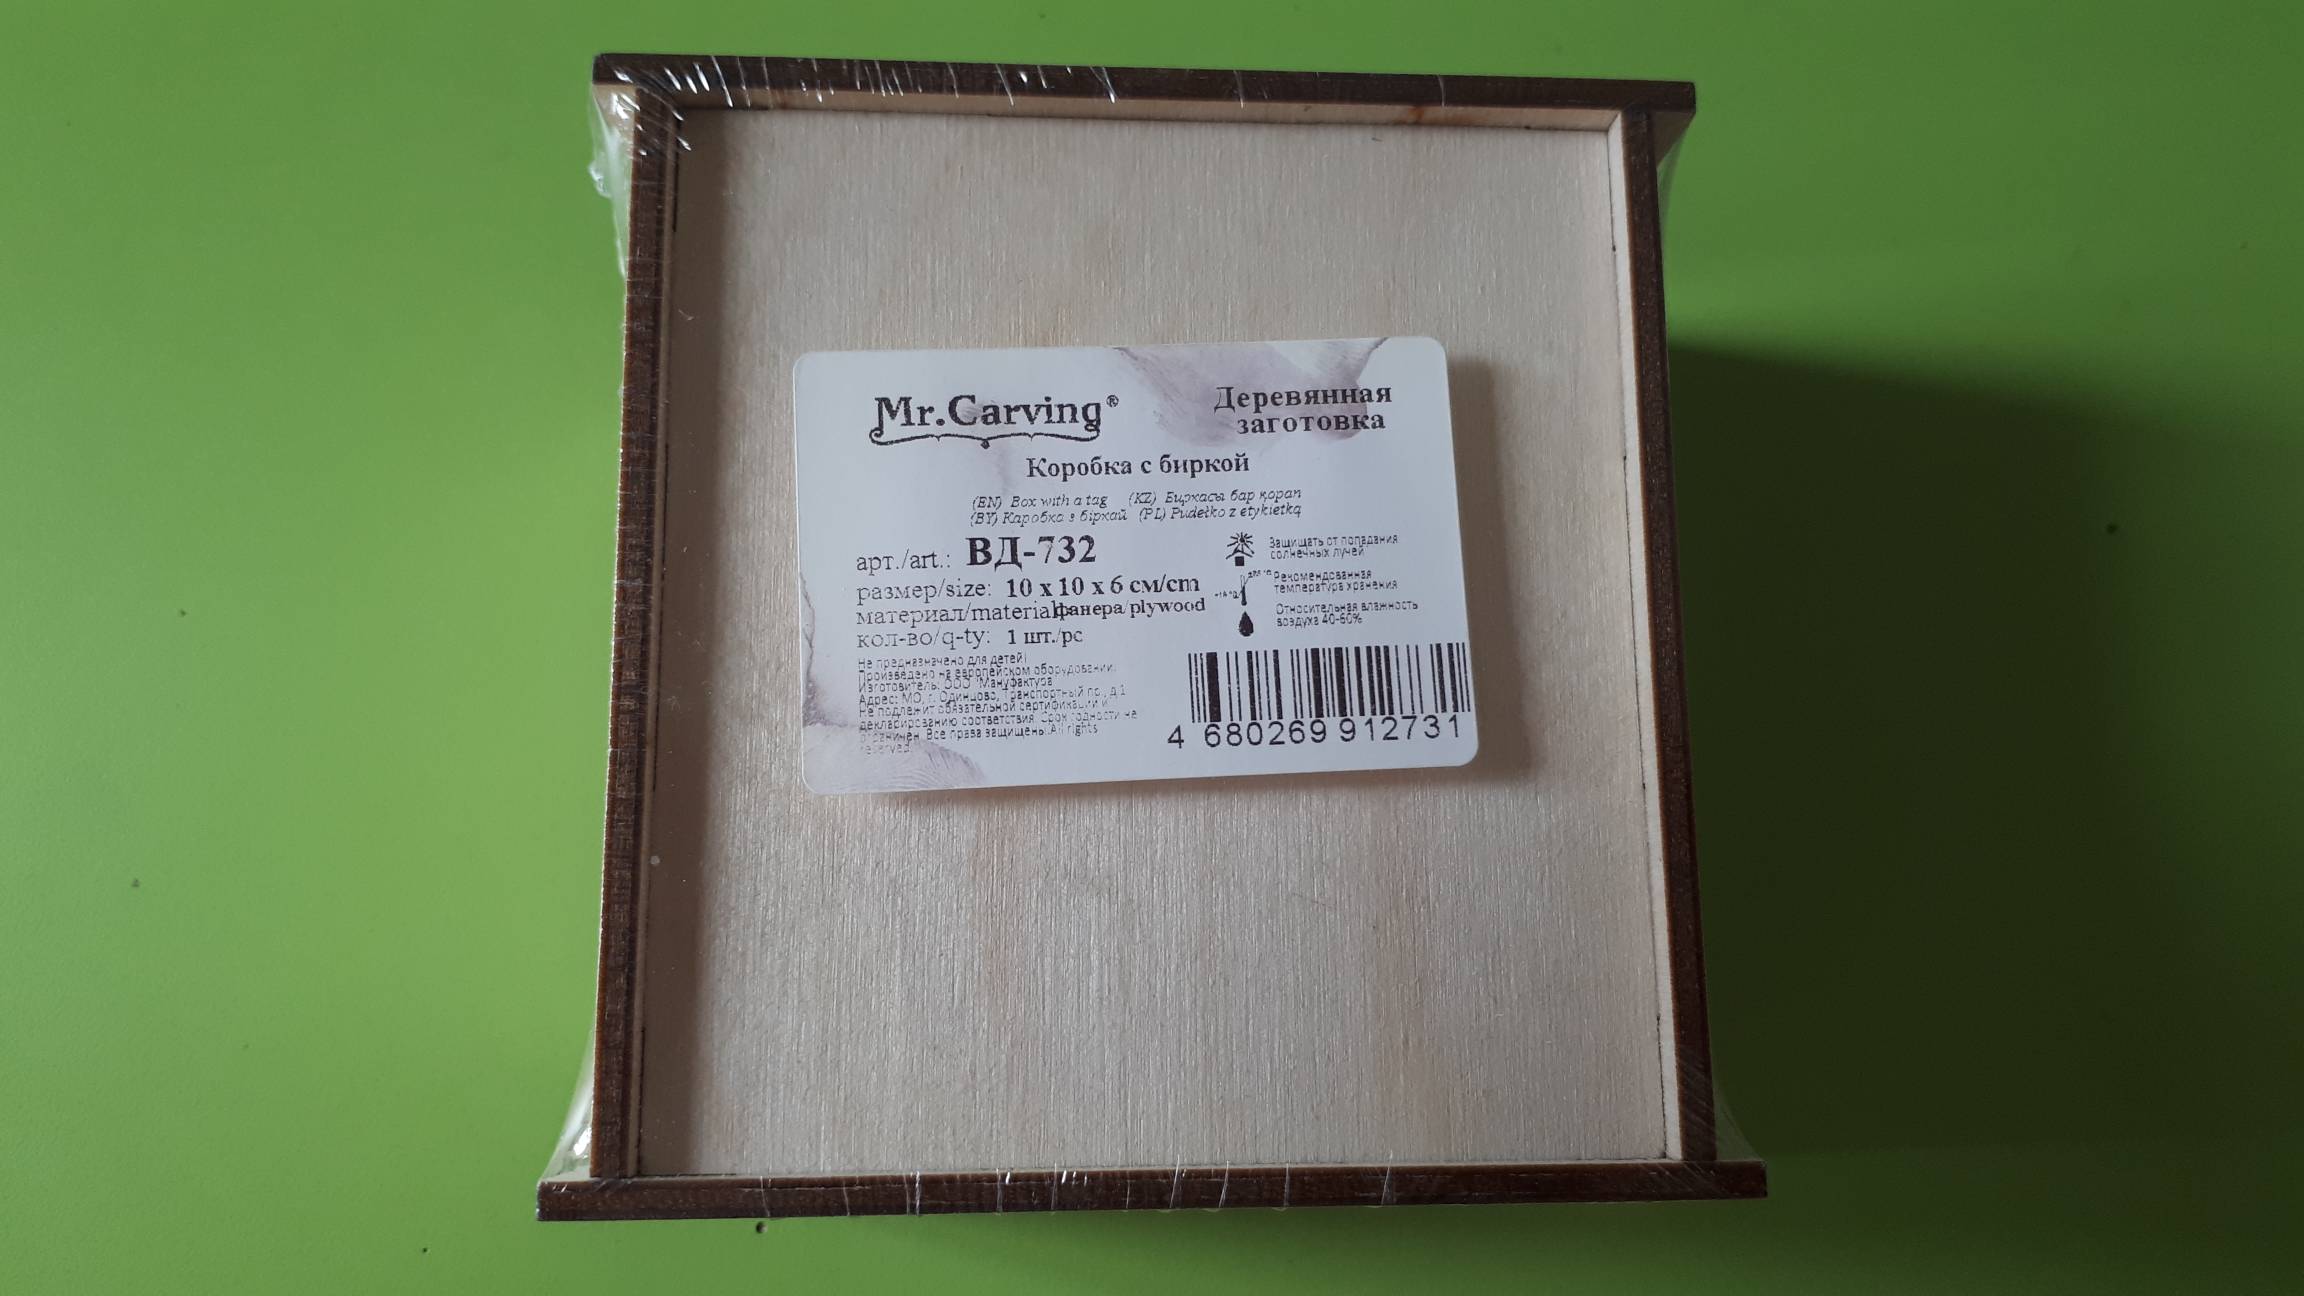 Mr.Carving®
Деревянная
заготовка
Коробка с биркой
(EN) Box with a tag (KZ) Биркасы бар қорап
(BY) Каробка з біркай (PL) Pudełko z etykietką
арт./art.: ВД-732
размер/size: 10 x 10 x 6 см/cm
материал/material: фанера/plywood
кол-во/q-ty: 1 шт./pc
Защищать от попадания
солнечных лучей
Рекомендованная
температура хранения
Относительная влажность
воздуха 40-60%
Не предназначено для детей!
Произведено на европейском оборудовании.
Изготовитель: ООО "Мануфактура
Адрес: МО, г. Одинцово, Транспортный пр., д.1
Не подлежит обязательной сертификации и
декларированию соответствия. Срок годности не
ограничен. Все права защищены.All rights
reserved.
4 680269 912731